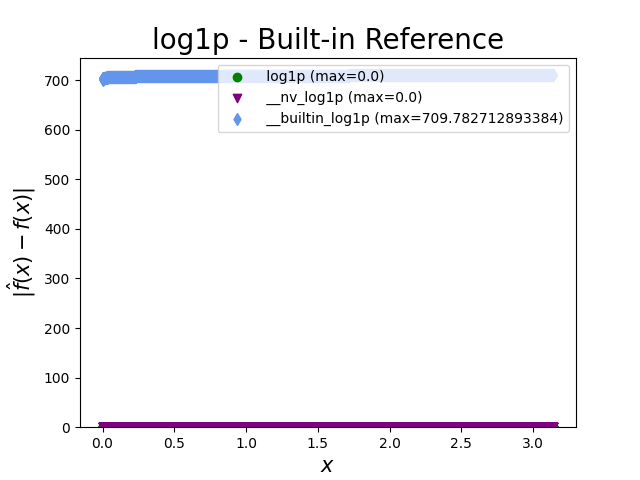 log1p - Built-in Reference
log1p (max=0.0)
__nv_log1p (max=0.0)
__builtin_log1p (max=709.782712893384)
|f̂(x) − f(x)|
700
600
500
400
300
200
100
0
0.0 0.5 1.0 1.5 2.0 2.5 3.0
x